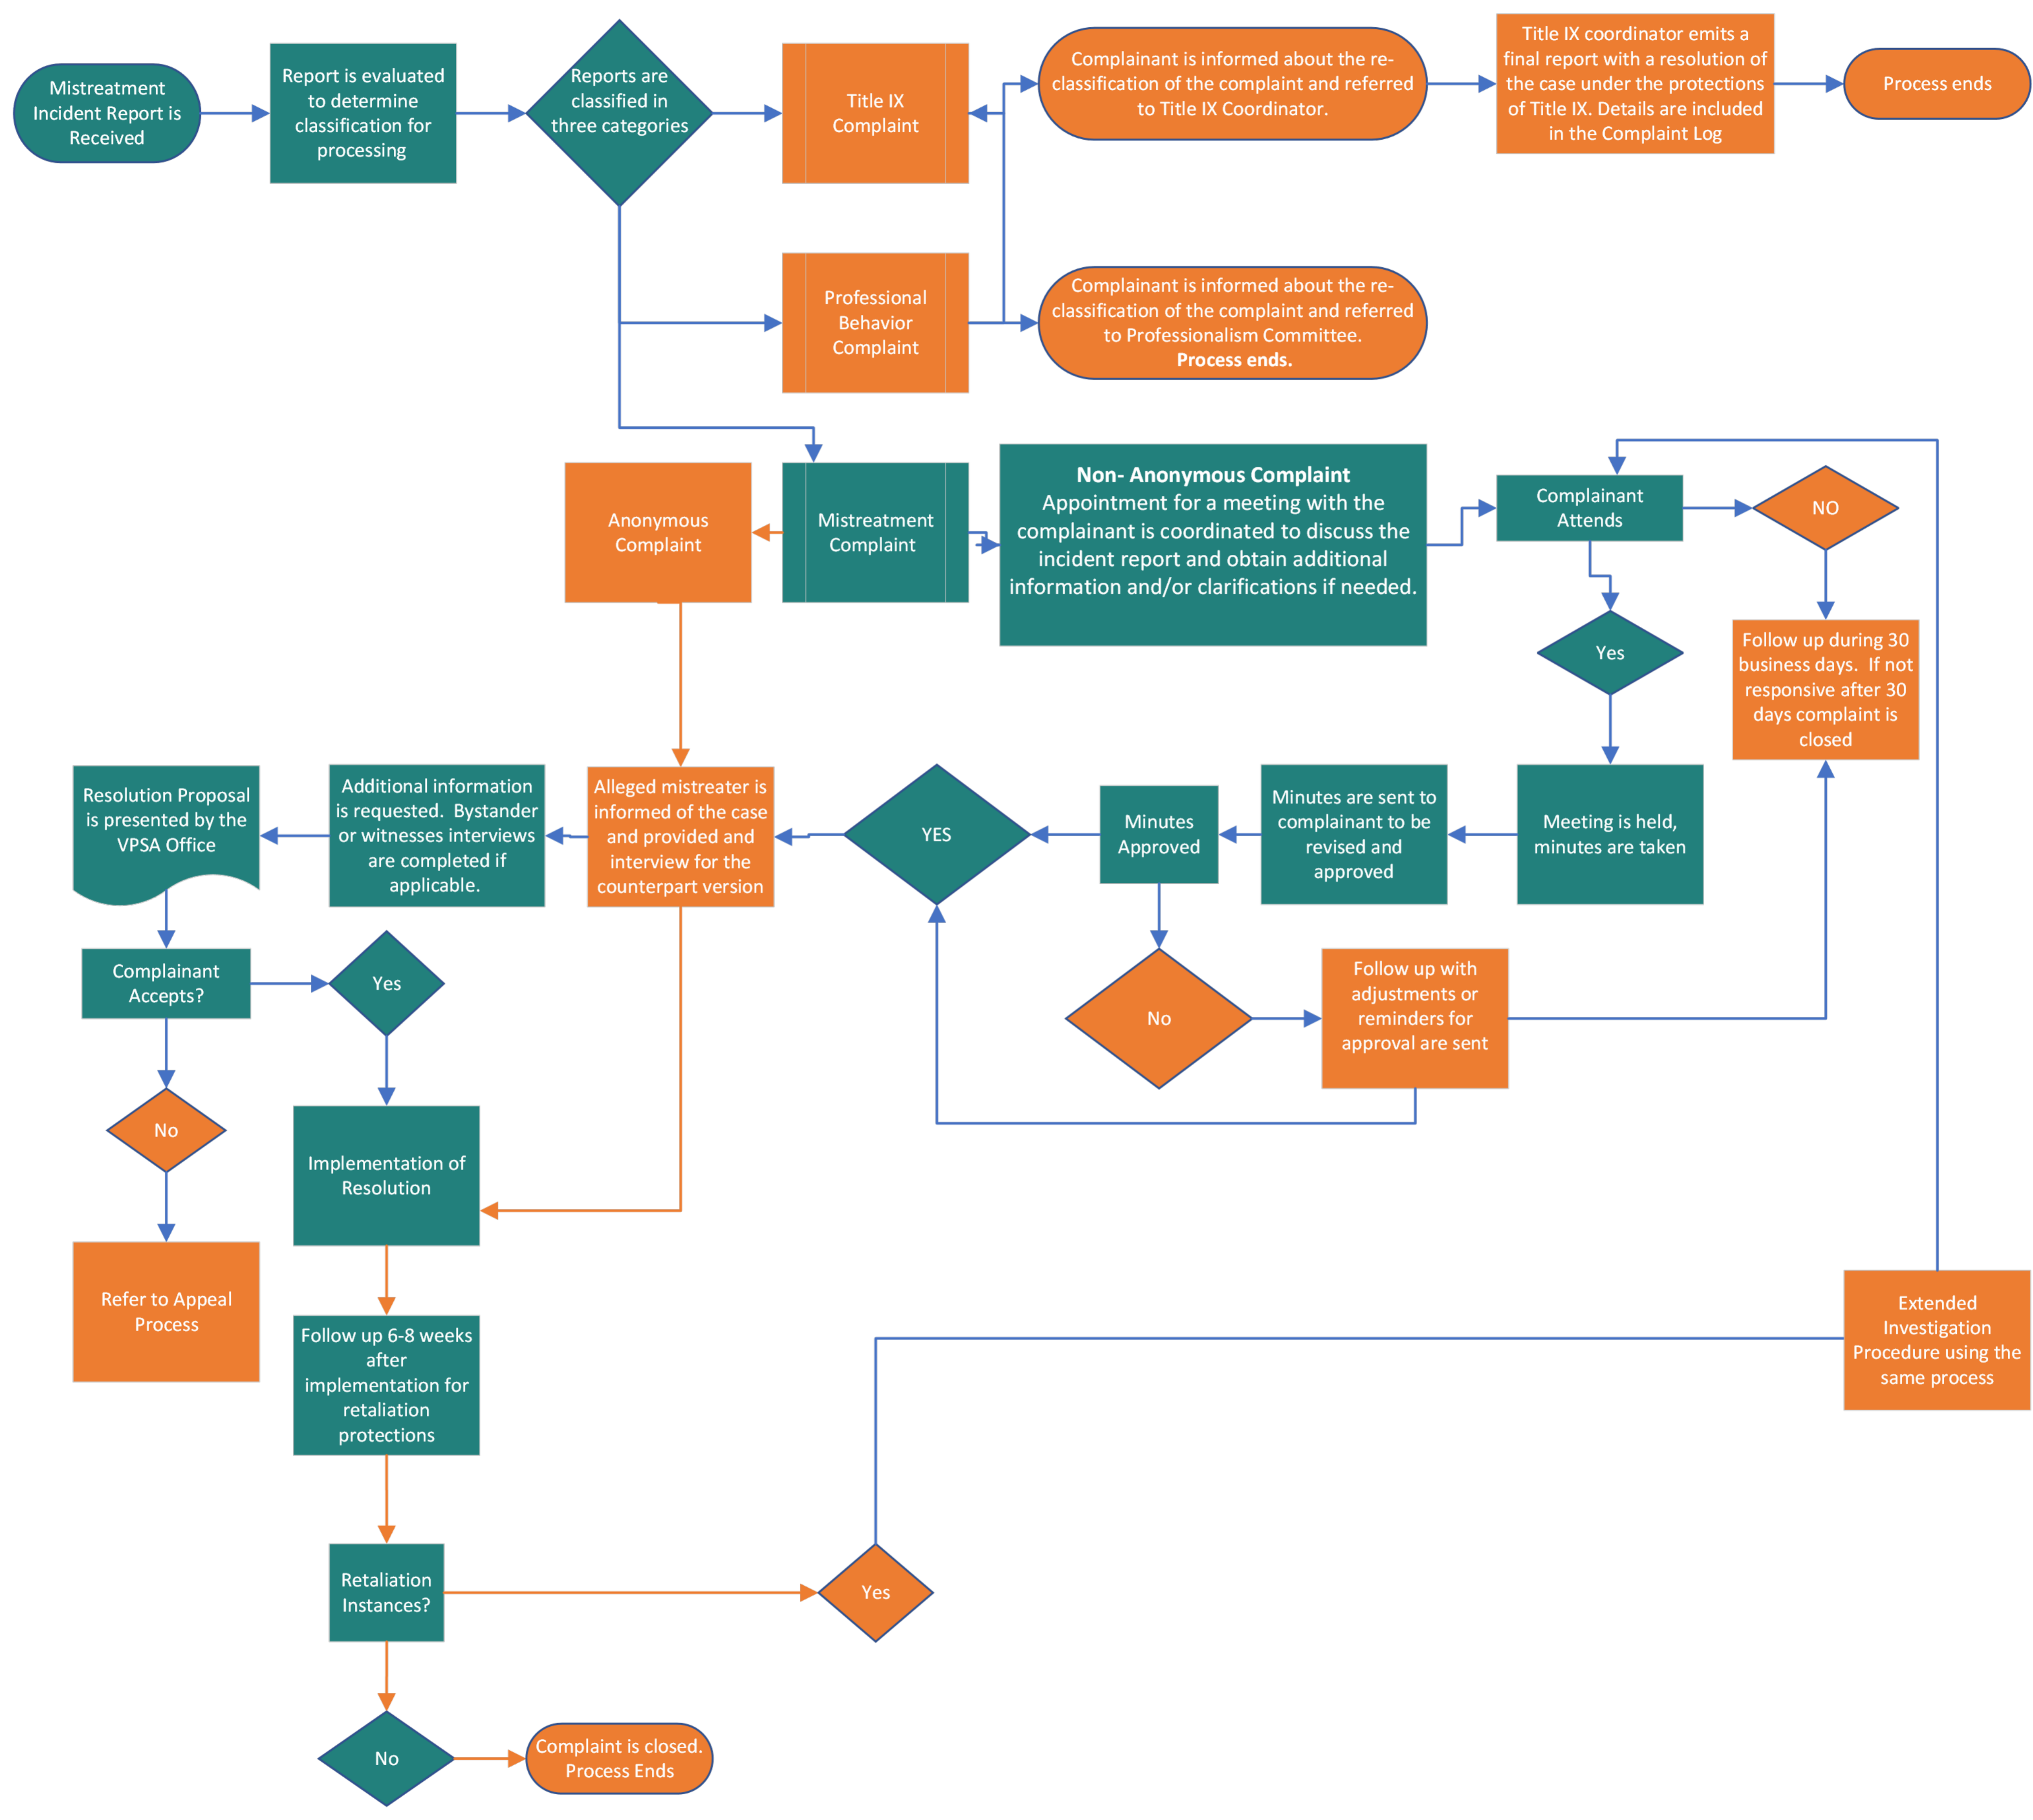 Mistreatment
Incident Report is
Received
Report is evaluated
to determine
classification for
processing
Reports are
classified in
three categories
Title IX
Complaint
Complainant is informed about the re-
classification of the complaint and referred
to Title IX Coordinator.
Title IX coordinator emits a
final report with a resolution of
the case under the protections
of Title IX. Details are included
in the Complaint Log
Process ends
Professional
Behavior
Complaint
Complainant is informed about the re-
classification of the complaint and referred
to Professionalism Committee.
Process ends.
Anonymous
Complaint
Mistreatment
Complaint
Non- Anonymous Complaint
Appointment for a meeting with the
complainant is coordinated to discuss the
incident report and obtain additional
information and/or clarifications if needed.
Complainant
Attends
NO
Yes
Follow up during 30
business days.  If not
responsive after 30
days complaint is
closed
Resolution Proposal
is presented by the
VPSA Office
Additional information
is requested.  Bystander
or witnesses interviews
are completed if
applicable.
Alleged mistreater is
informed of the case
and provided and
interview for the
counterpart version
YES
Minutes
Approved
Minutes are sent to
complainant to be
revised and
approved
Meeting is held,
minutes are taken
Complainant
Accepts?
Yes
No
Follow up with
adjustments or
reminders for
approval are sent
No
Implementation of
Resolution
Refer to Appeal
Process
Extended
Investigation
Procedure using the
same process
Follow up 6-8 weeks
after
implementation for
retaliation
protections
Retaliation
Instances?
Yes
No
Complaint is closed.
Process Ends